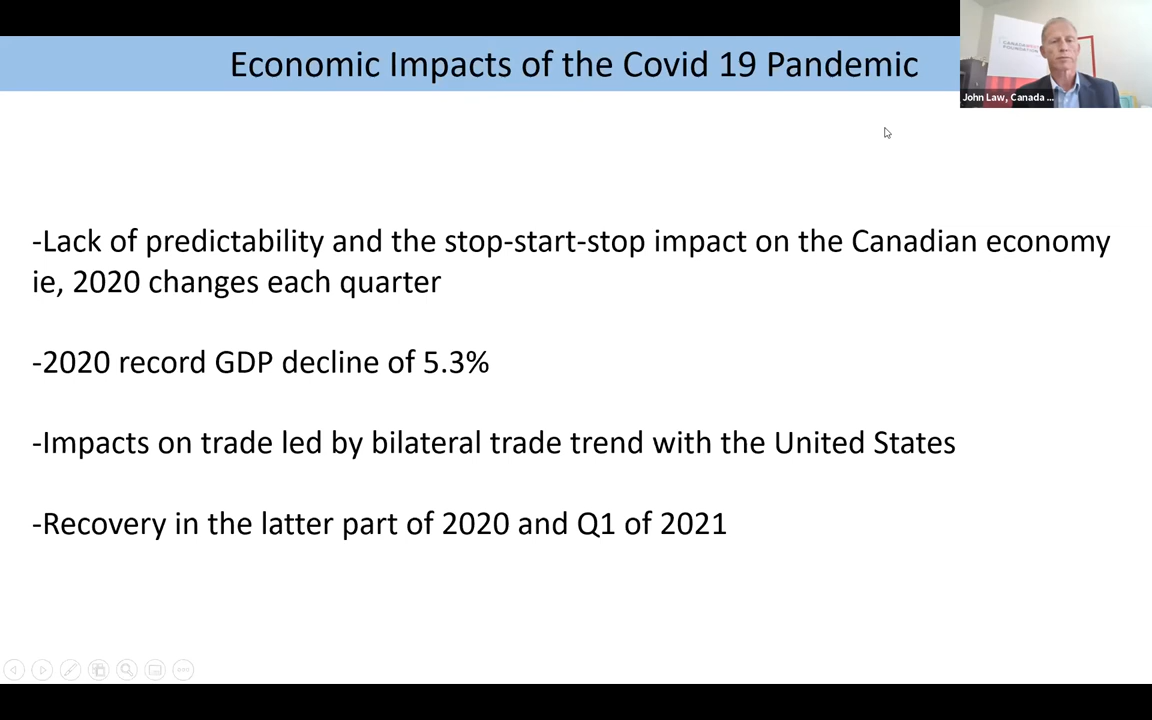 Economic Impacts of the Covid 19 Pandemic
John Law, Canada ...
-Lack of predictability and the stop-start-stop impact on the Canadian economy
ie, 2020 changes each quarter
-2020 record GDP decline of 5.3%
-Impacts on trade led by bilateral trade trend with the United States
-Recovery in the latter part of 2020 and Q1 of 2021